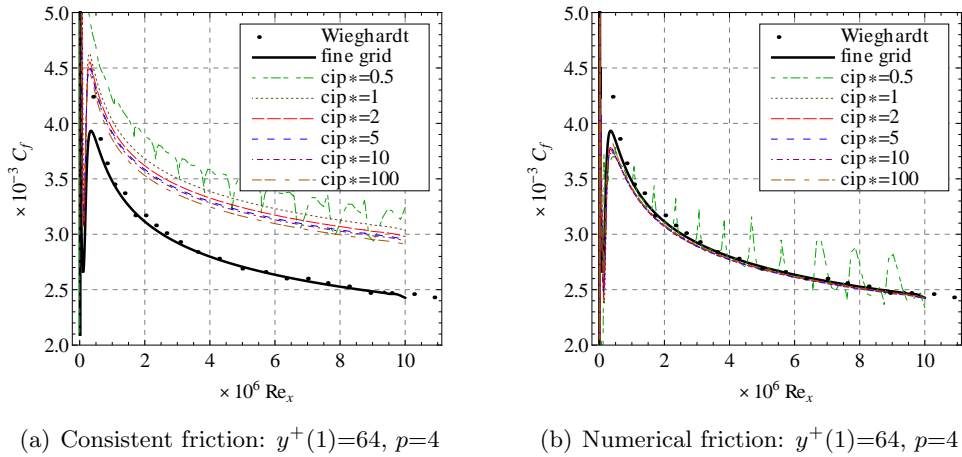 5.0
4.5
4.0
3.5
3.0
2.5
2.0
× 10⁻³ C_f
0 2 4 6 8 10
× 10⁶ Re_x
Wieghardt
fine grid
cip∗=0.5
cip∗=1
cip∗=2
cip∗=5
cip∗=10
cip∗=100
(a) Consistent friction: y⁺(1)=64, p=4
5.0
4.5
4.0
3.5
3.0
2.5
2.0
× 10⁻³ C_f
0 2 4 6 8 10
× 10⁶ Re_x
Wieghardt
fine grid
cip∗=0.5
cip∗=1
cip∗=2
cip∗=5
cip∗=10
cip∗=100
(b) Numerical friction: y⁺(1)=64, p=4